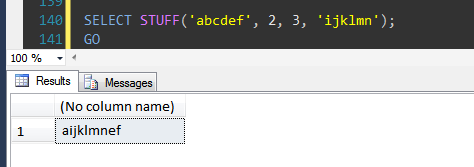 139
140 SELECT STUFF('abcdef', 2, 3, 'ijklmn');
141 GO
100 %
Results Messages
(No column name)
1 aijklmnef